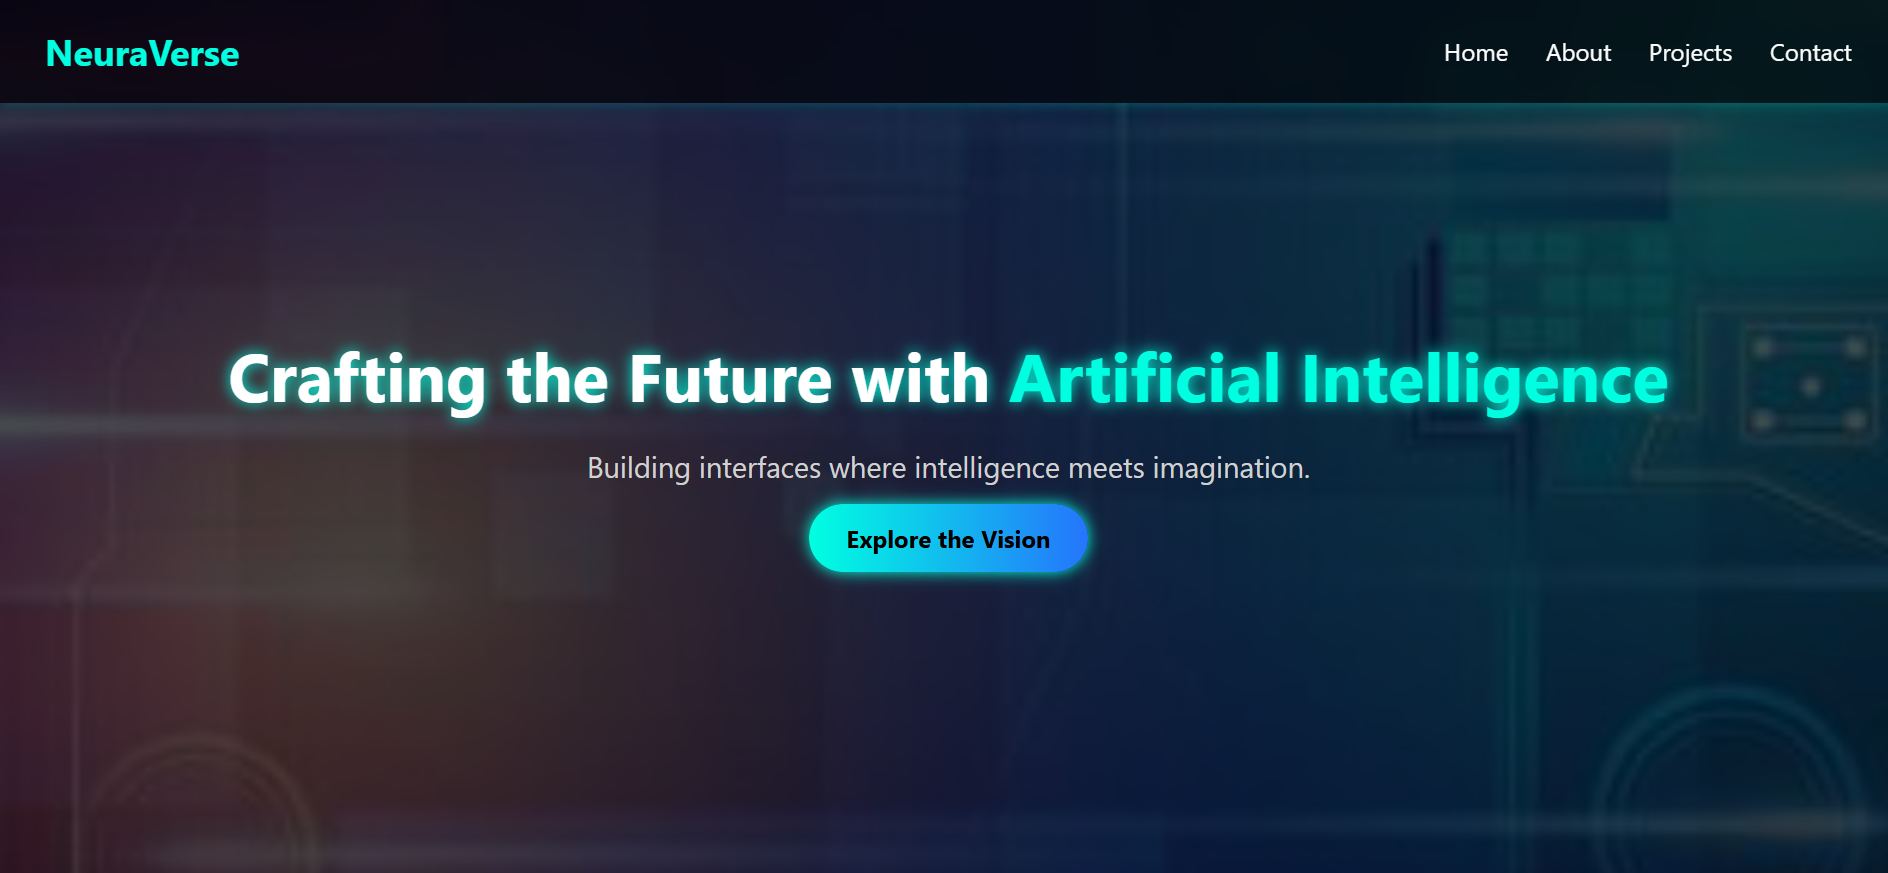 NeuraVerse
Home About Projects Contact
Crafting the Future with Artificial Intelligence
Building interfaces where intelligence meets imagination.
Explore the Vision